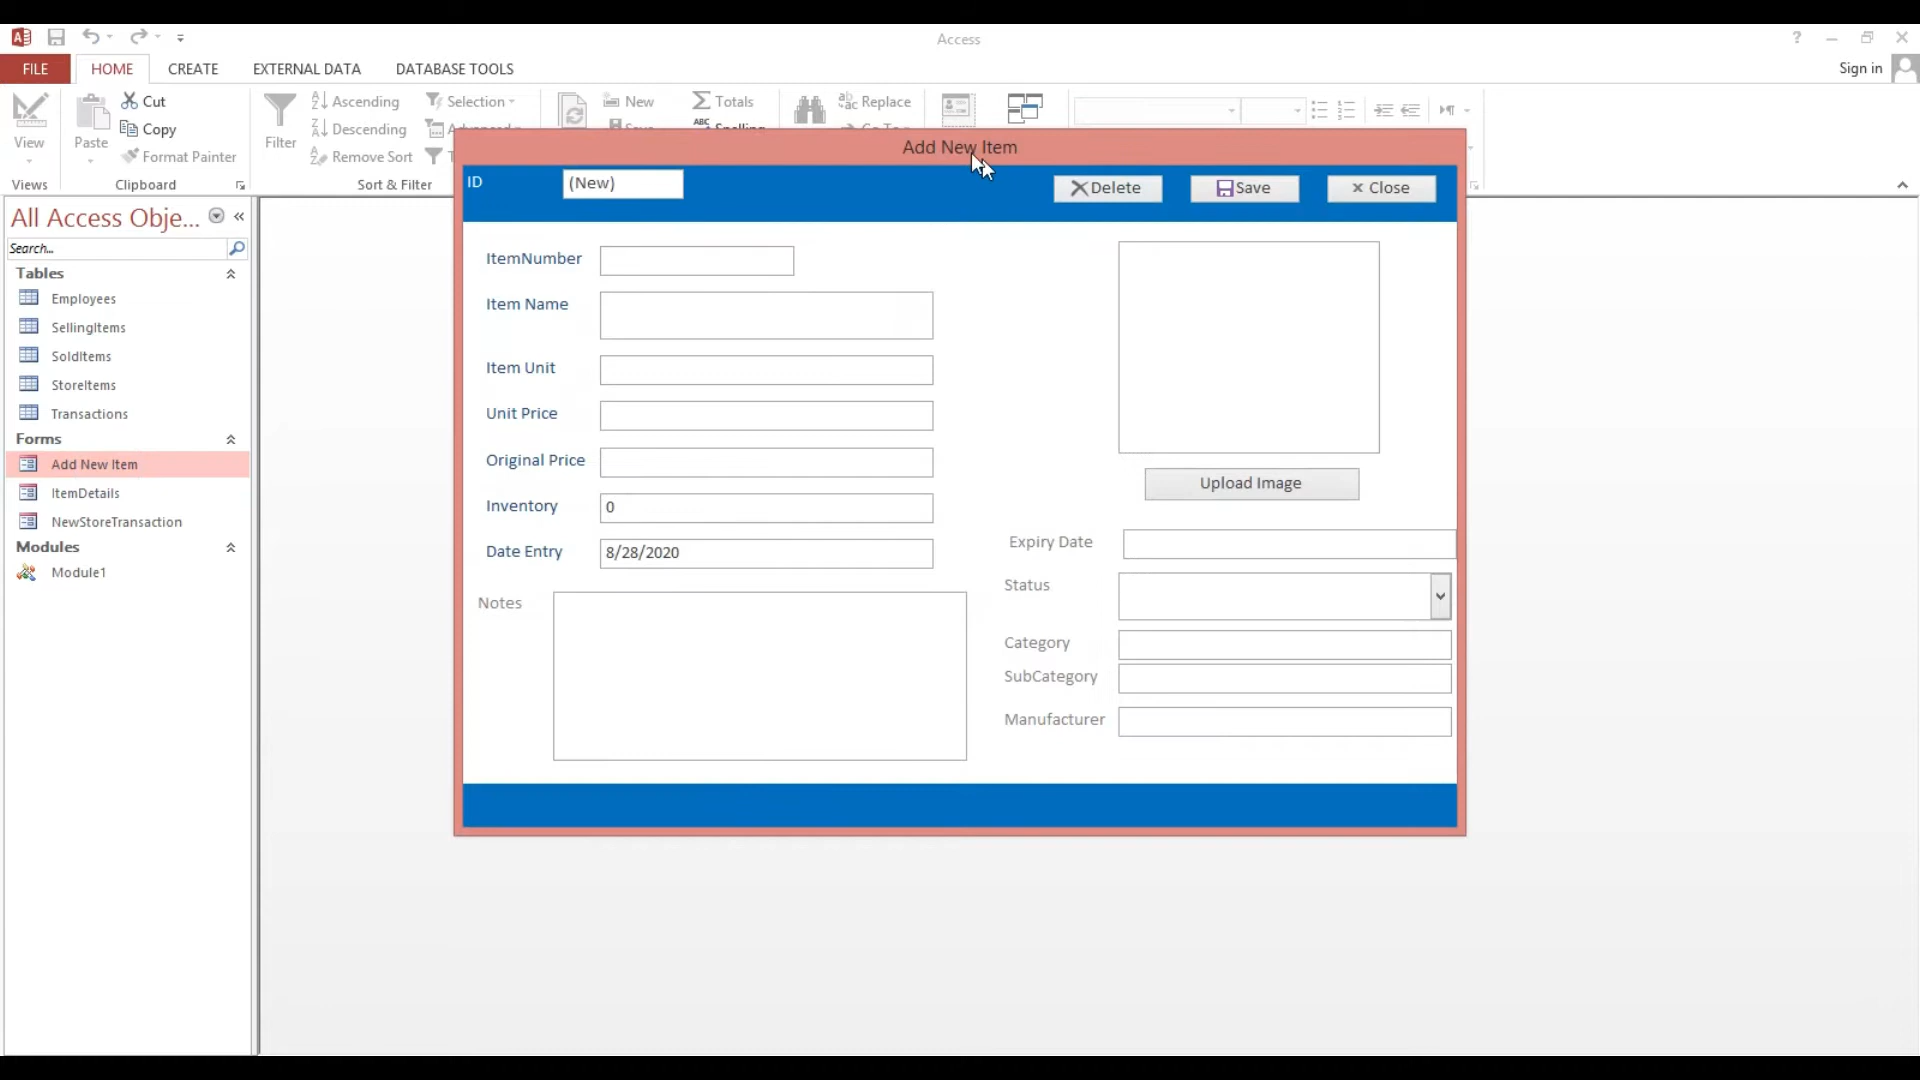 Access
?
FILE HOME CREATE EXTERNAL DATA DATABASE TOOLS
Sign in
View
Views
Paste
Cut
Copy
Format Painter
Clipboard
Filter
Ascending
Descending
Remove Sort
Selection
Sort & Filter
New
Save
Totals
Spelling
Replace
All Access Obje...
Search...
Tables
Employees
SellingItems
SoldItems
StoreItems
Transactions
Forms
Add New Item
ItemDetails
NewStoreTransaction
Modules
Module1
Add New Item
ID (New) Delete Save Close
ItemNumber
Item Name
Item Unit
Unit Price
Original Price
Inventory 0
Date Entry 8/28/2020
Notes
Upload Image
Expiry Date
Status
Category
SubCategory
Manufacturer